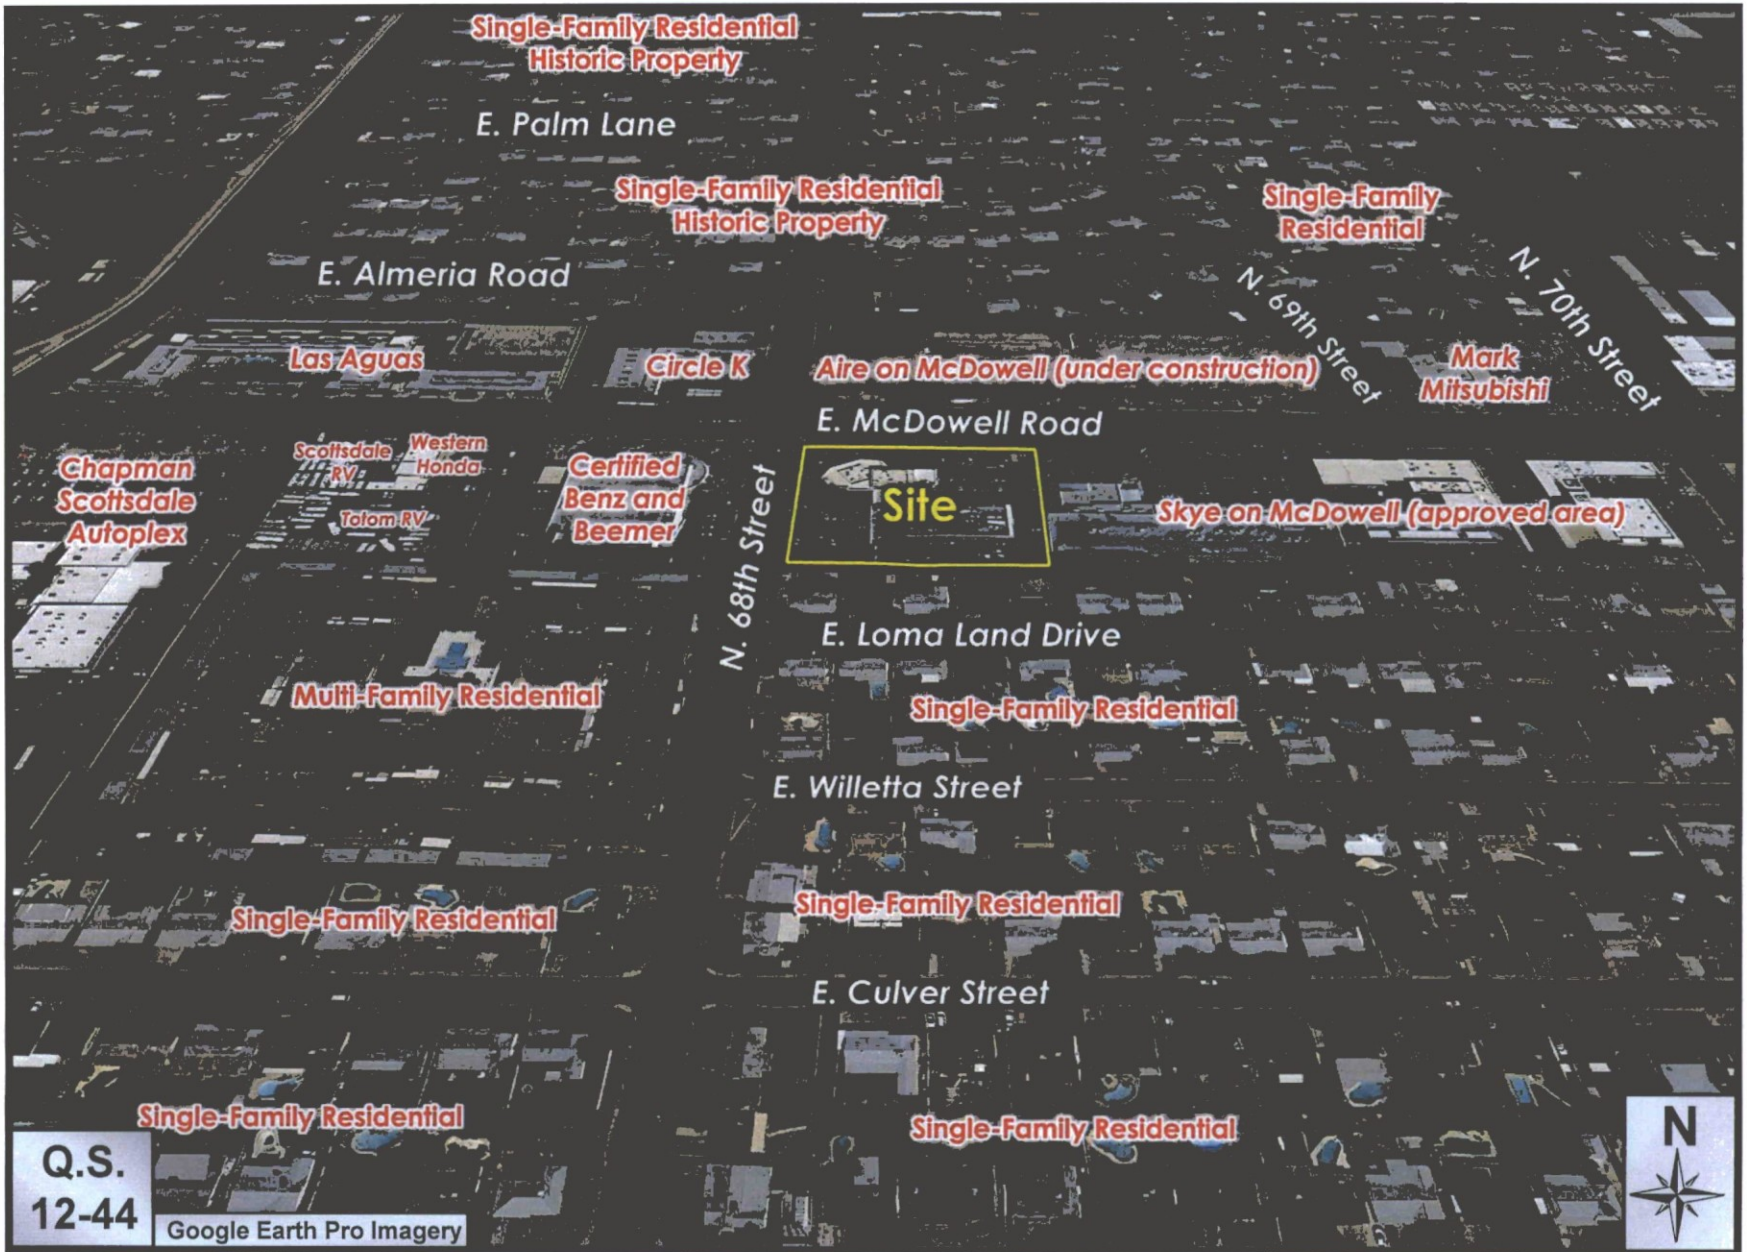 Single-Family Residential
Historic Property
E. Palm Lane
Single-Family Residential
Historic Property
Single-Family
Residential
E. Almeria Road
N. 69th Street
N. 70th Street
Las Aguas
Circle K
Aire on McDowell (under construction)
Mark
Mitsubishi
E. McDowell Road
Chapman
Scottsdale
Autoplex
Scottsdale
RV
Western
Honda
Totom RV
Certified
Benz and
Beemer
N. 68th Street
Site
Skye on McDowell (approved area)
E. Loma Land Drive
Multi-Family Residential
Single-Family Residential
E. Willetta Street
Single-Family Residential
Single-Family Residential
E. Culver Street
Single-Family Residential
Single-Family Residential
Q.S.
12-44
Google Earth Pro Imagery
N